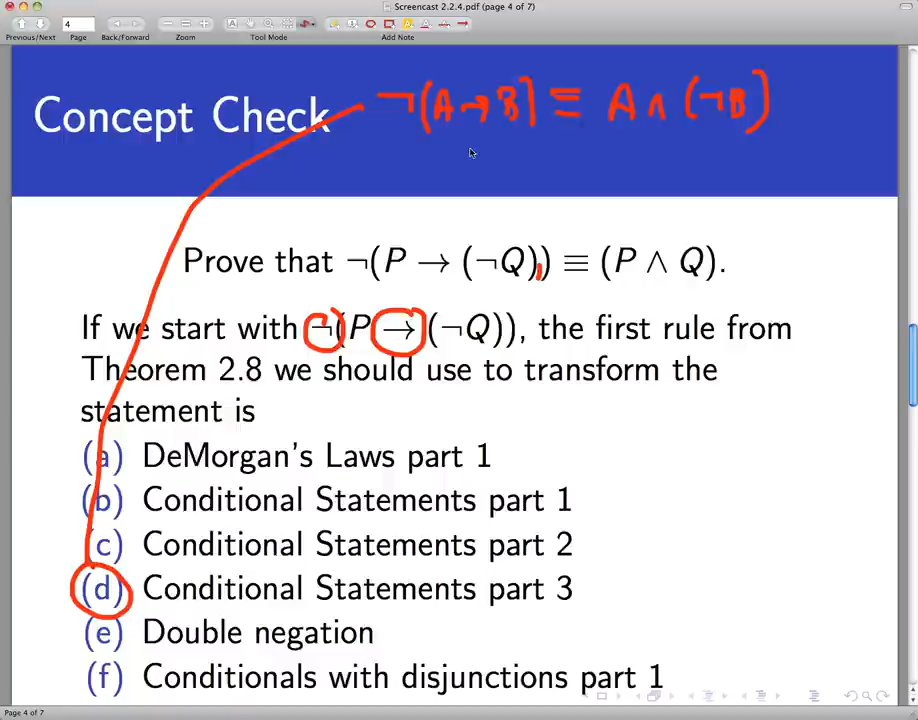 Screencast 2.2.4.pdf (page 4 of 7)
4
Previous/Next Page Back/Forward Zoom Tool Mode Add Note
Concept Check ¬(A→B) ≡ A ∧ (¬B)
Prove that ¬(P → (¬Q)) ≡ (P ∧ Q).
If we start with ¬(P → (¬Q)), the first rule from
Theorem 2.8 we should use to transform the
statement is
(a) DeMorgan's Laws part 1
(b) Conditional Statements part 1
(c) Conditional Statements part 2
(d) Conditional Statements part 3
(e) Double negation
(f) Conditionals with disjunctions part 1
Page 4 of 7